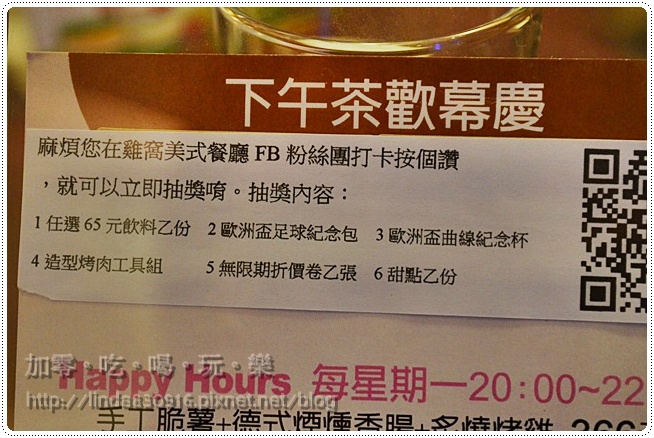 下午茶歡慕慶
麻煩您在雞窩美式餐廳 FB 粉絲團打卡按個讚
，就可以立即抽獎唷。抽獎內容：
1 任選 65 元飲料乙份 2 歐洲盃足球紀念包 3 歐洲盃曲線紀念杯
4 造型烤肉工具組 5 無限期折價卷乙張 6 甜點乙份
加零‧吃‧喝‧玩‧樂
Happy Hours 每星期一20:00~22
http://lindea0916.pixnet.net/blog
手工脆薯+德式煙燻香腸+炙燒烤雞